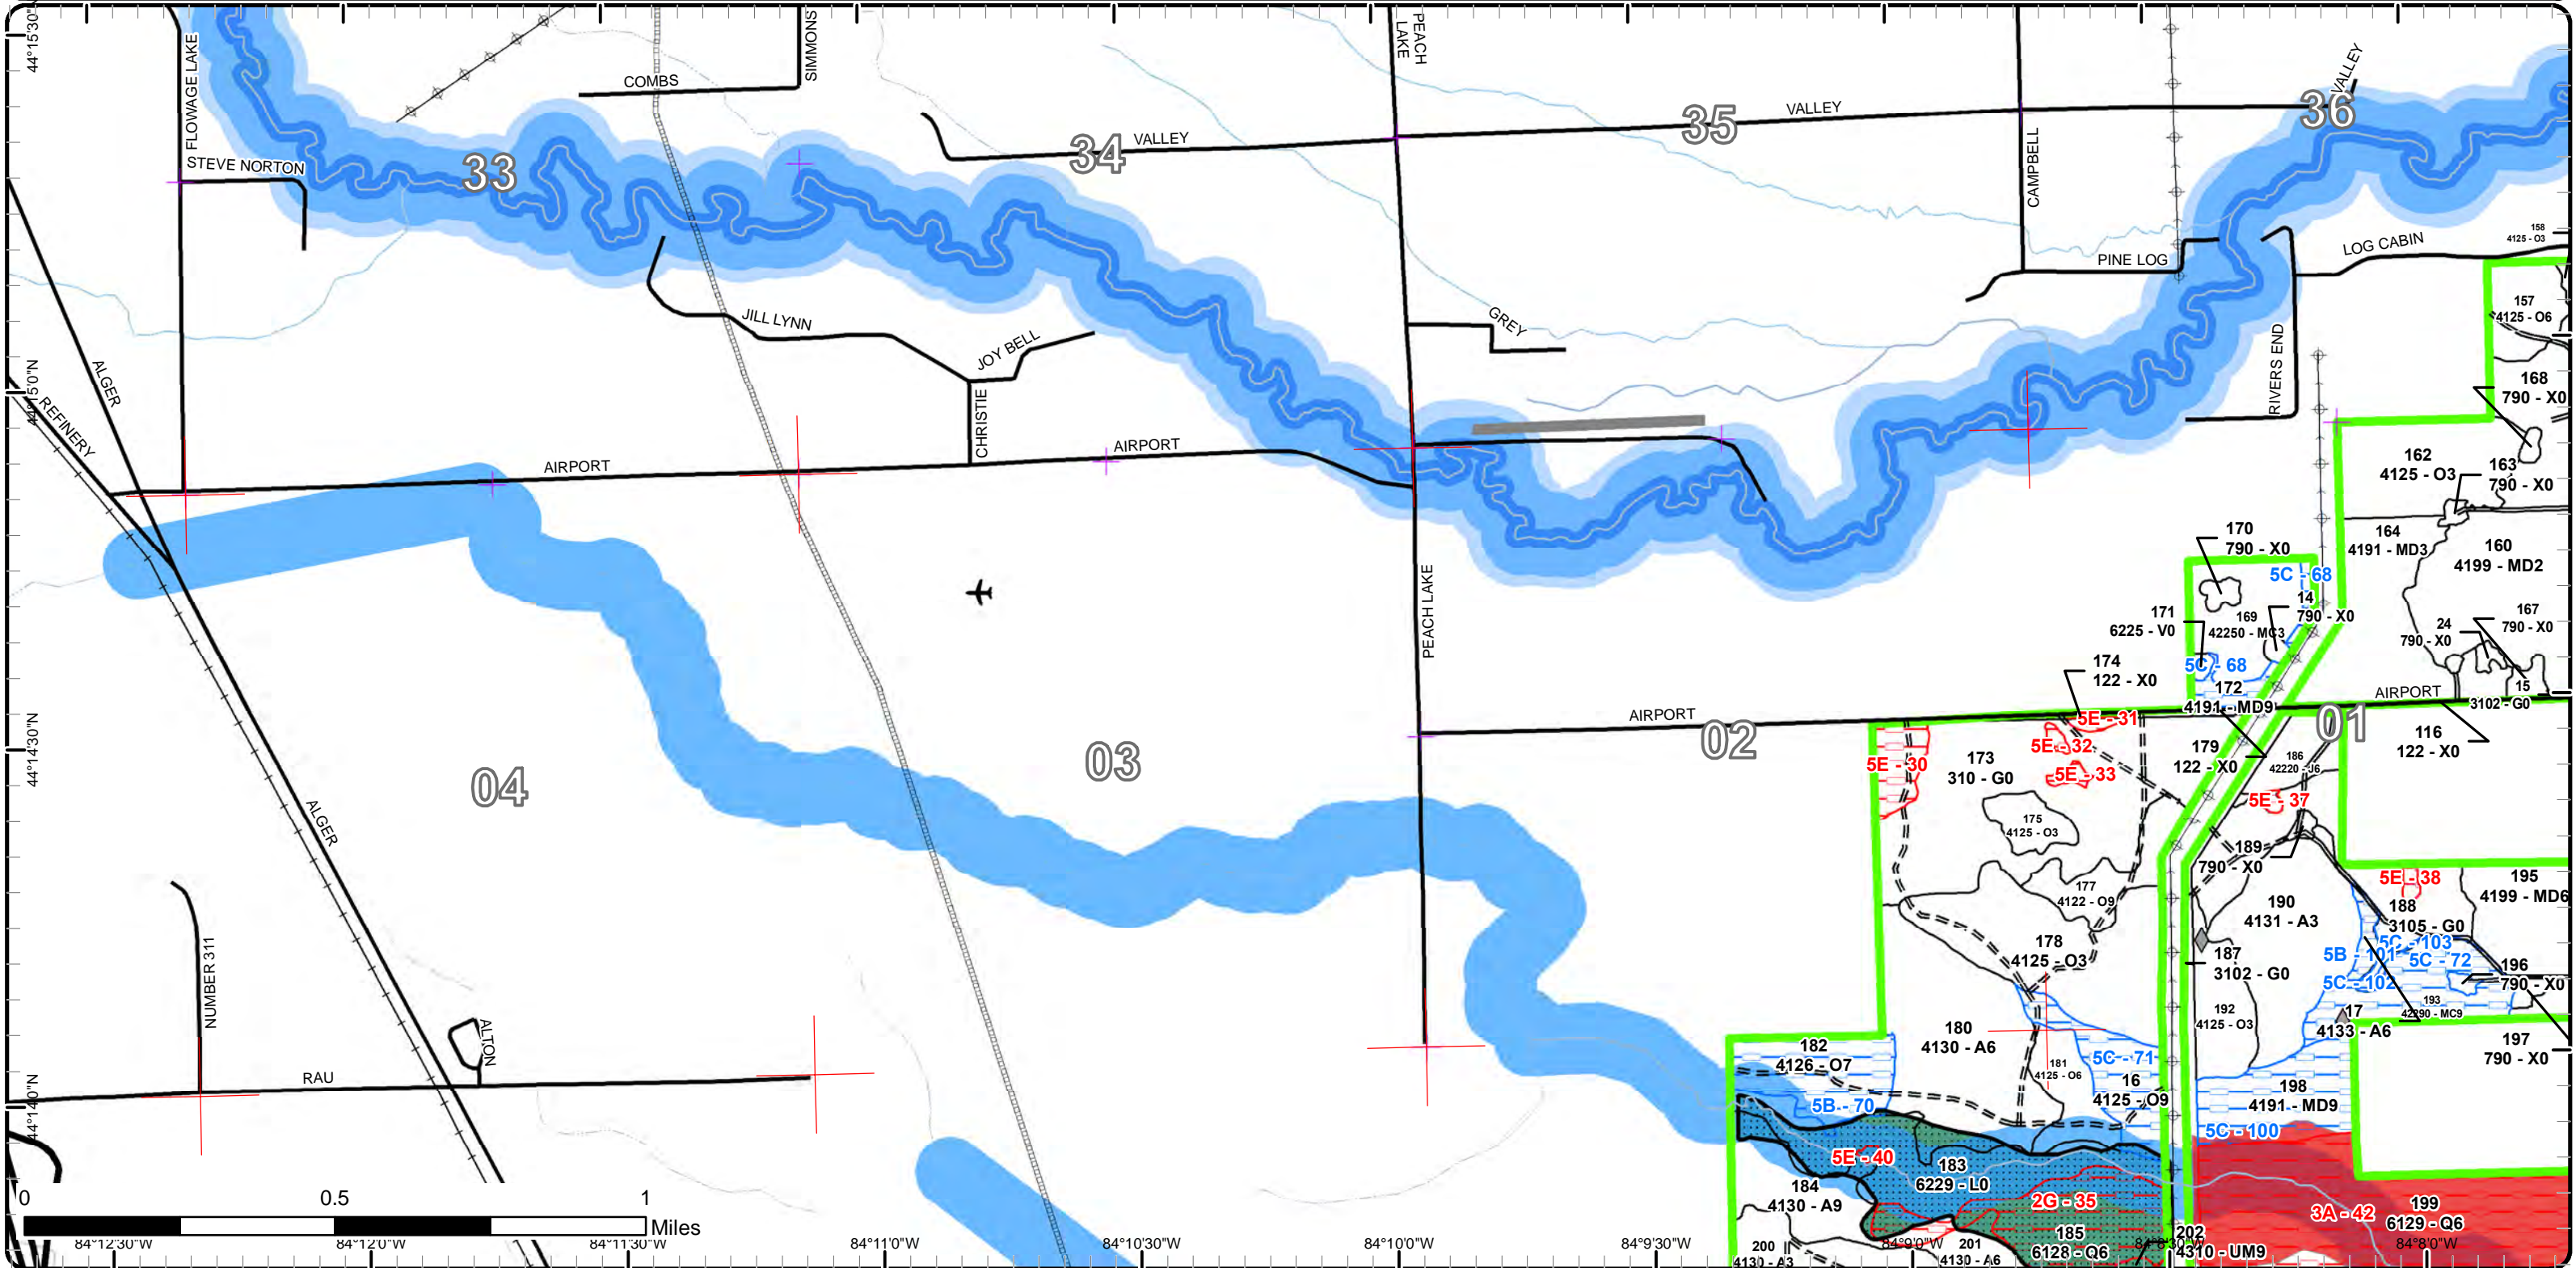 44°15'30"N
FLOWAGE LAKE
COMBS
SIMMONS
PEACH LAKE
VALLEY
VALLEY
VALLEY
STEVE NORTON
33
34
35
36
CAMPBELL
PINE LOG
LOG CABIN
158
4125 - O3
JILL LYNN
JOY BELL
CHRISTIE
GREY
RIVERS END
157
4125 - O6
ALGER
REFINERY
44°15'0"N
168
790 - X0
AIRPORT
AIRPORT
162
4125 - O3
163
790 - X0
164
4191 - MD3
160
4199 - MD2
170
790 - X0
5C - 68
14
790 - X0
171
6225 - V0
169
42250 - MC3
24
790 - X0
167
790 - X0
PEACH LAKE
174
122 - X0
5C - 68
172
4191 - MD9
15
3102 - G0
AIRPORT
AIRPORT
44°14'30"N
04
03
02
01
5E - 30
5E - 31
5E - 32
5E - 33
173
310 - G0
179
122 - X0
186
42220 - J6
116
122 - X0
5E - 37
175
4125 - O3
189
790 - X0
ALGER
177
4122 - O9
5E - 38
195
4199 - MD6
190
4131 - A3
188
3105 - G0
178
4125 - O3
5C - 103
5B - 101
5C - 72
5C - 102
187
3102 - G0
196
790 - X0
NUMBER 311
ALTON
193
42290 - MC9
192
4125 - O3
17
4133 - A6
180
4130 - A6
182
4126 - O7
197
790 - X0
181
4125 - O6
5C - 71
16
4125 - O9
198
4191 - MD9
RAU
44°14'0"N
5B - 70
5C - 100
5E - 40
183
6229 - L0
184
4130 - A9
2G - 35
185
6128 - Q6
3A - 42
199
6129 - Q6
200
4130 - A3
201
4130 - A6
202
4310 - UM9
0
0.5
1
Miles
84°12'30"W
84°12'0"W
84°11'30"W
84°11'0"W
84°10'30"W
84°10'0"W
84°9'30"W
84°9'0"W
84°8'30"W
84°8'0"W